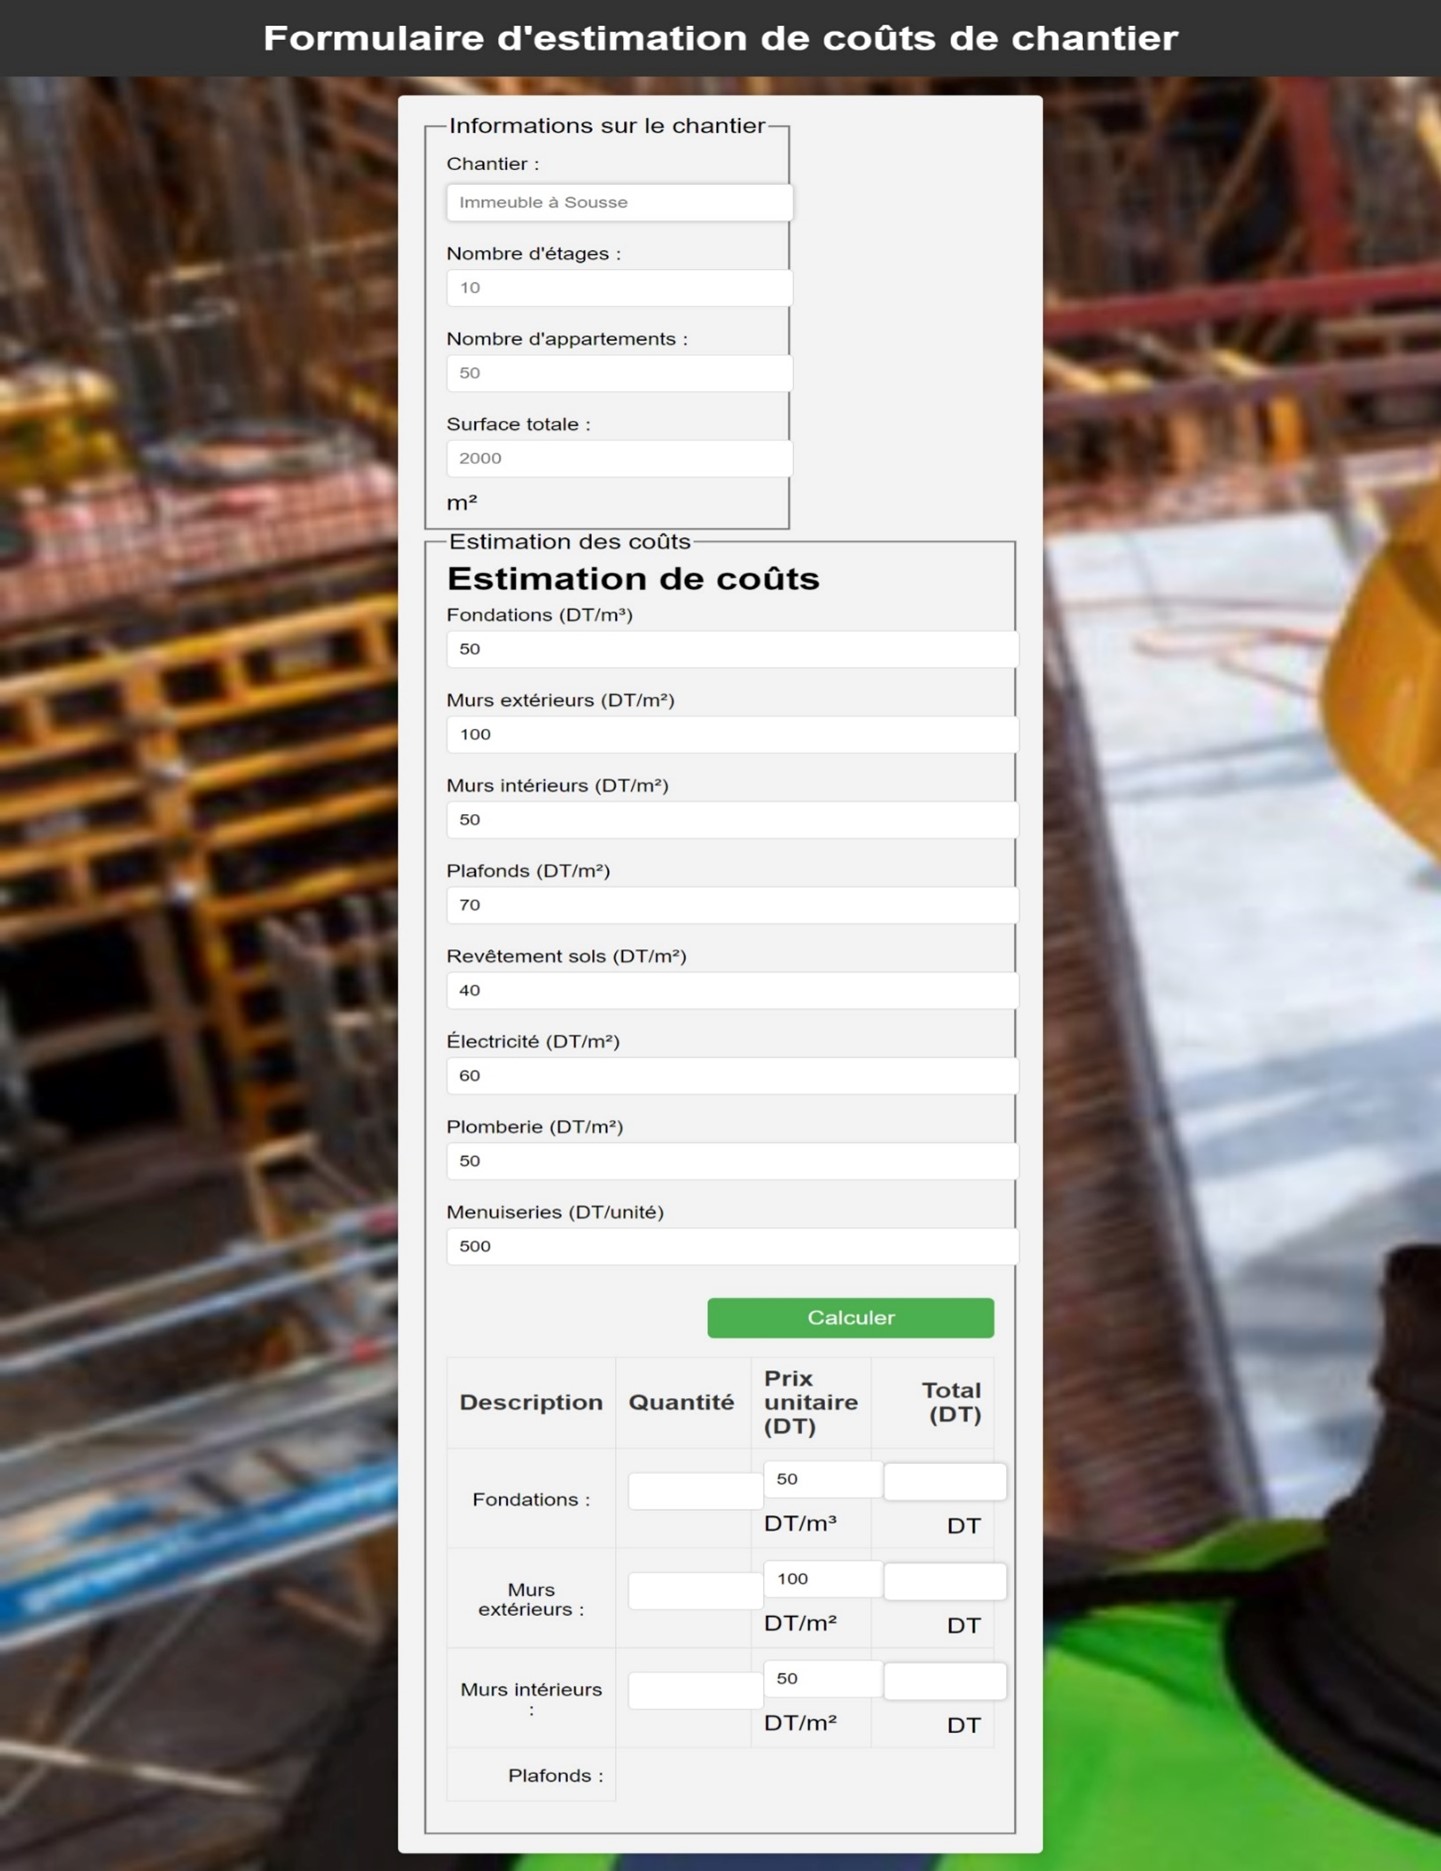 Formulaire d'estimation de coûts de chantier
Informations sur le chantier
Chantier :
Immeuble à Sousse
Nombre d'étages :
10
Nombre d'appartements :
50
Surface totale :
2000
m²
Estimation des coûts
Estimation de coûts
Fondations (DT/m³)
50
Murs extérieurs (DT/m²)
100
Murs intérieurs (DT/m²)
50
Plafonds (DT/m²)
70
Revêtement sols (DT/m²)
40
Électricité (DT/m²)
60
Plomberie (DT/m²)
50
Menuiseries (DT/unité)
500
Calculer
Description
Quantité
Prix
unitaire
(DT)
Total
(DT)
Fondations :
50
DT/m³
DT
Murs
extérieurs :
100
DT/m²
DT
Murs intérieurs
:
50
DT/m²
DT
Plafonds :